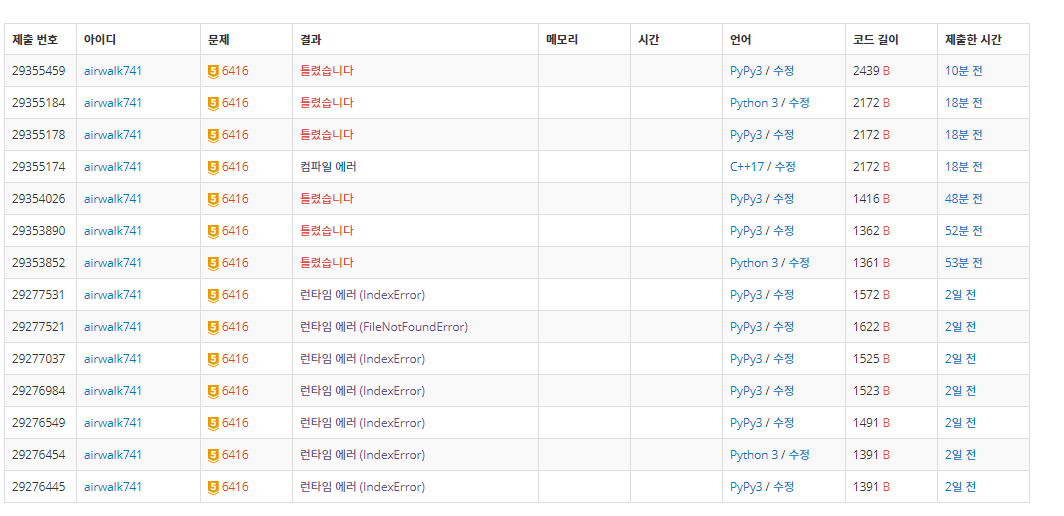 제출 번호 아이디 문제 결과 메모리 시간 언어 코드 길이 제출한 시간
29355459 airwalk741 5 6416 틀렸습니다 PyPy3 / 수정 2439 B 10분 전
29355184 airwalk741 5 6416 틀렸습니다 Python 3 / 수정 2172 B 18분 전
29355178 airwalk741 5 6416 틀렸습니다 PyPy3 / 수정 2172 B 18분 전
29355174 airwalk741 5 6416 컴파일 에러 C++17 / 수정 2172 B 18분 전
29354026 airwalk741 5 6416 틀렸습니다 PyPy3 / 수정 1416 B 48분 전
29353890 airwalk741 5 6416 틀렸습니다 PyPy3 / 수정 1362 B 52분 전
29353852 airwalk741 5 6416 틀렸습니다 Python 3 / 수정 1361 B 53분 전
29277531 airwalk741 5 6416 런타임 에러 (IndexError) PyPy3 / 수정 1572 B 2일 전
29277521 airwalk741 5 6416 런타임 에러 (FileNotFoundError) PyPy3 / 수정 1622 B 2일 전
29277037 airwalk741 5 6416 런타임 에러 (IndexError) PyPy3 / 수정 1525 B 2일 전
29276984 airwalk741 5 6416 런타임 에러 (IndexError) PyPy3 / 수정 1523 B 2일 전
29276549 airwalk741 5 6416 런타임 에러 (IndexError) PyPy3 / 수정 1491 B 2일 전
29276454 airwalk741 5 6416 런타임 에러 (IndexError) Python 3 / 수정 1391 B 2일 전
29276445 airwalk741 5 6416 런타임 에러 (IndexError) PyPy3 / 수정 1391 B 2일 전